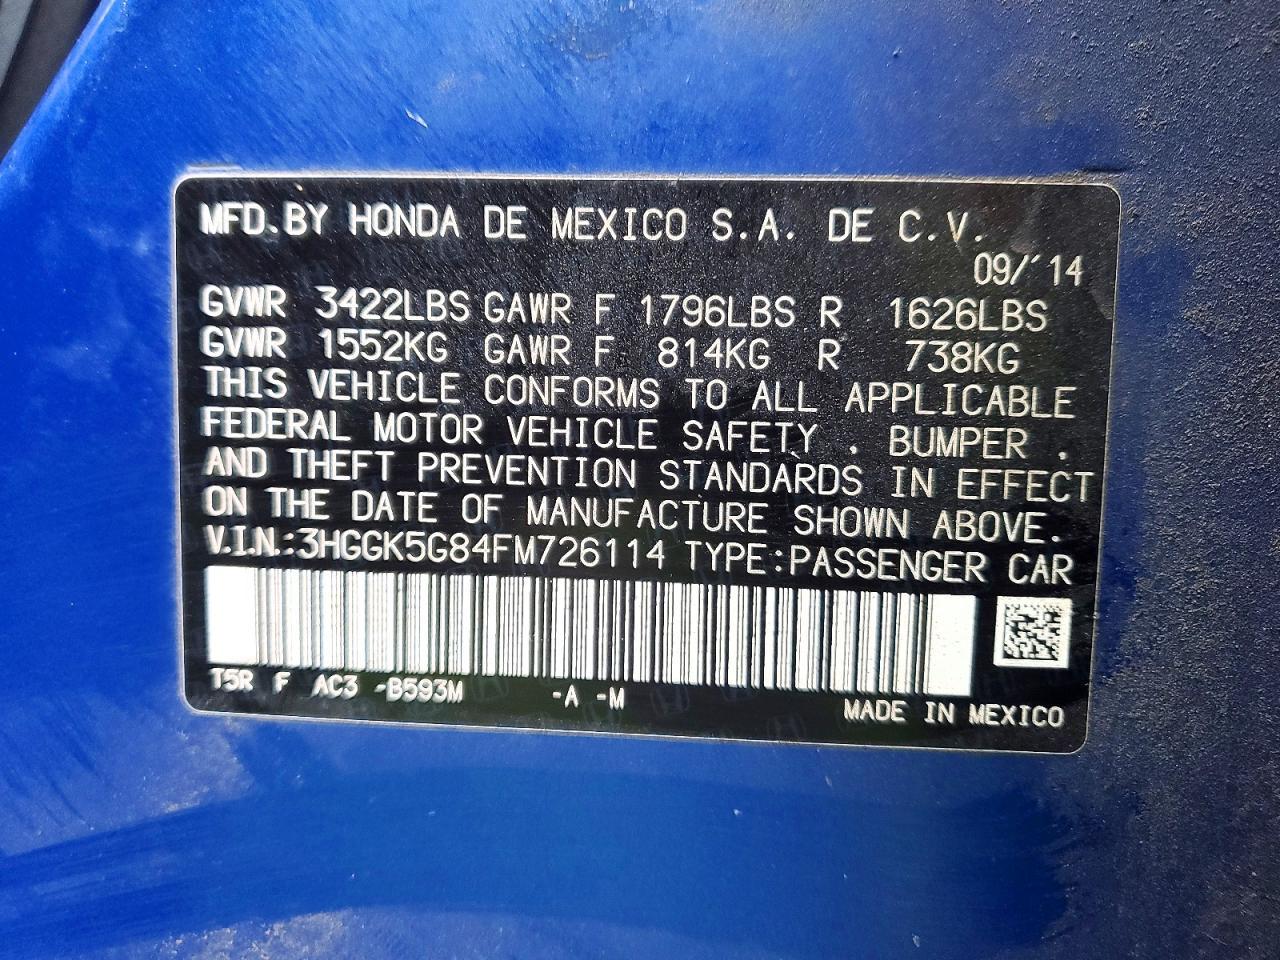 MFD.BY HONDA DE MEXICO S.A. DE C.V.
09/'14
GVWR 3422LBS GAWR F 1796LBS R 1626LBS
GVWR 1552KG GAWR F 814KG R 738KG
THIS VEHICLE CONFORMS TO ALL APPLICABLE
FEDERAL MOTOR VEHICLE SAFETY , BUMPER ,
AND THEFT PREVENTION STANDARDS IN EFFECT
ON THE DATE OF MANUFACTURE SHOWN ABOVE.
V.I.N.:3HGGK5G84FM726114 TYPE:PASSENGER CAR
T5R F AC3 -B593M -A -M
MADE IN MEXICO